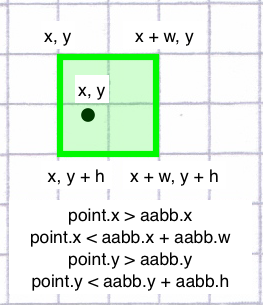 x, y
x + w, y
x, y
x, y + h
x + w, y + h
point.x > aabb.x
point.x < aabb.x + aabb.w
point.y > aabb.y
point.y < aabb.y + aabb.h